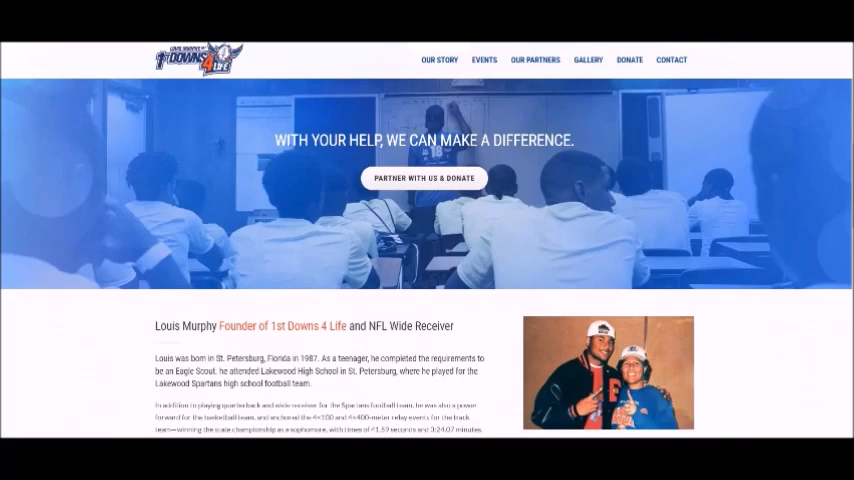 LOUIS MURPHY'S
1st DOWNS
4 LIFE
OUR STORY EVENTS OUR PARTNERS GALLERY DONATE CONTACT
WITH YOUR HELP, WE CAN MAKE A DIFFERENCE.
18
PARTNER WITH US & DONATE
Louis Murphy Founder of 1st Downs 4 Life and NFL Wide Receiver
Louis was born in St. Petersburg, Florida in 1987. As a teenager, he completed the requirements to
be an Eagle Scout. he attended Lakewood High School in St. Petersburg, where he played for the
Lakewood Spartans high school football team.
In addition to playing quarterback and wide receiver for the Spartans football team, he was also a power
forward for the basketball team, and anchored the 4×100 and 4×400-meter relay events for the track
team—winning the state championship as a sophomore, with times of 41.59 seconds and 3:24.07 minutes.